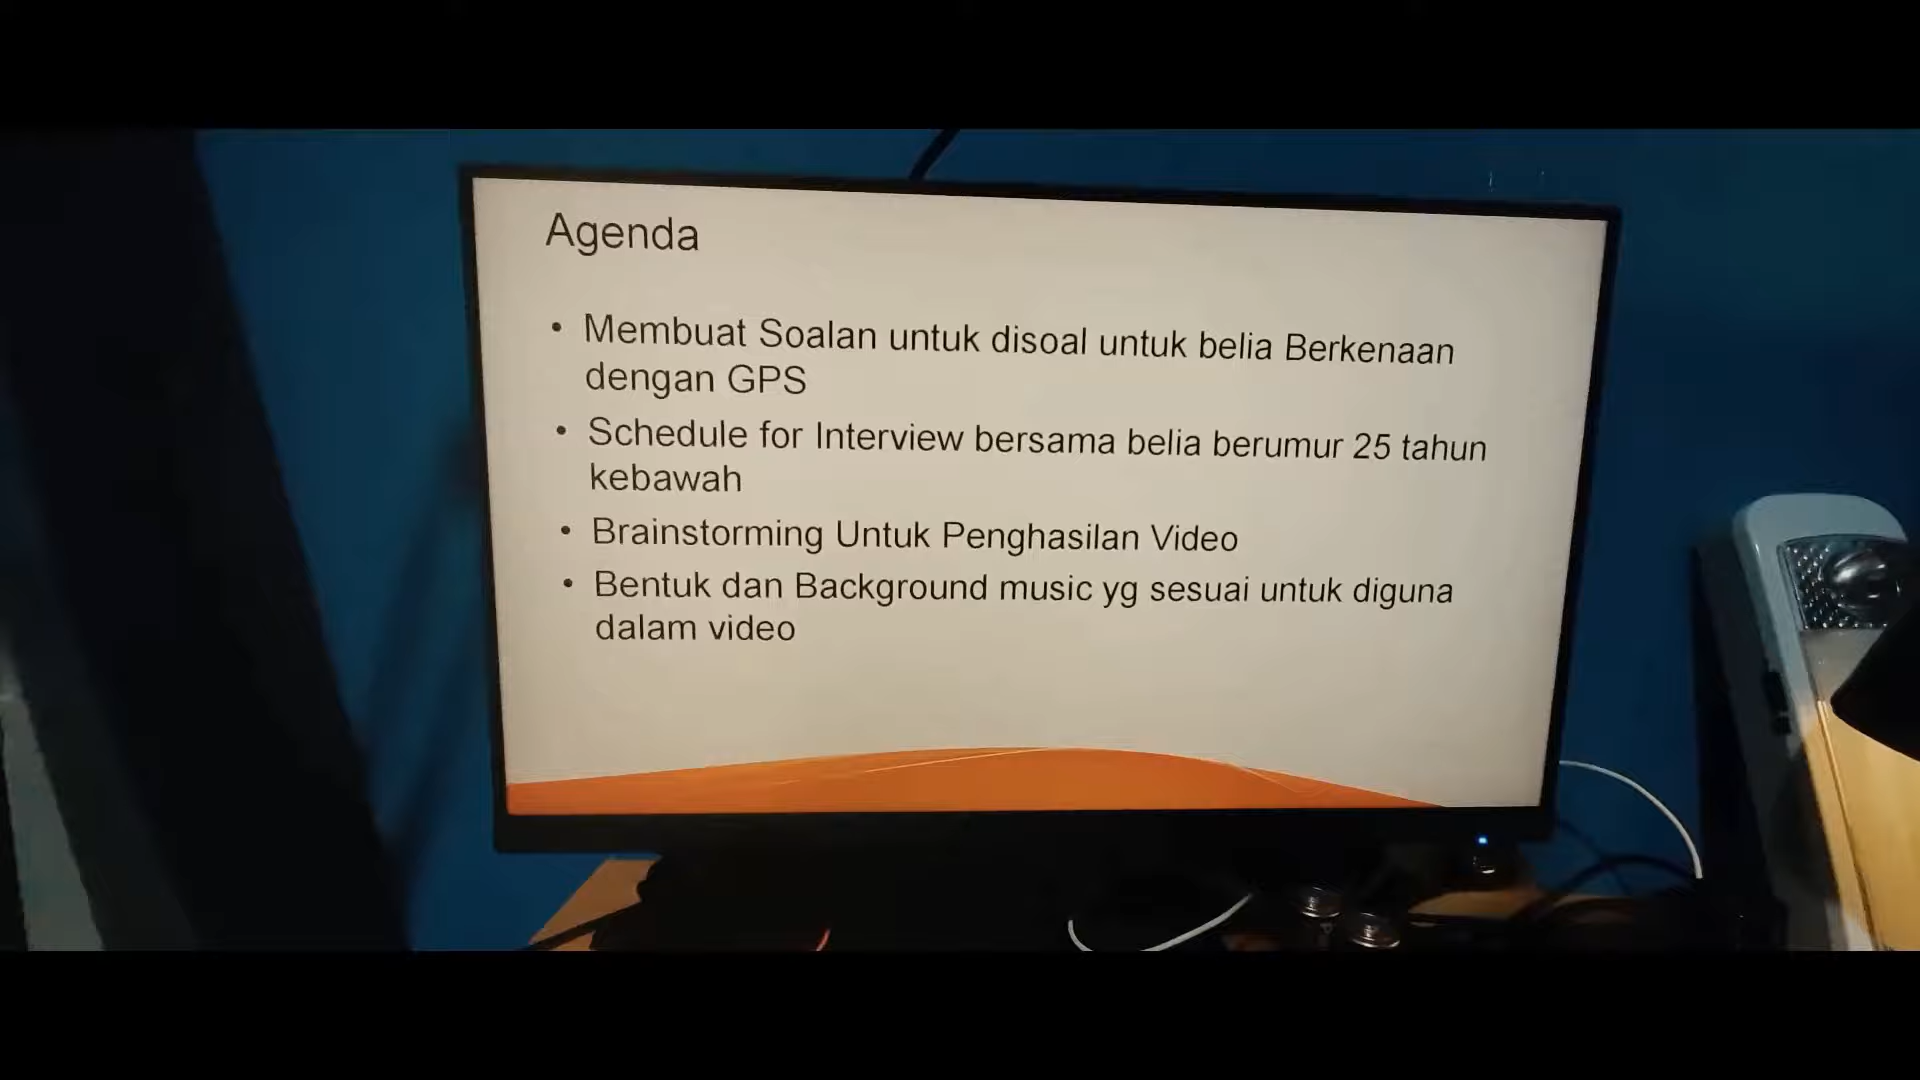 Agenda
• Membuat Soalan untuk disoal untuk belia Berkenaan
dengan GPS
• Schedule for Interview bersama belia berumur 25 tahun
kebawah
• Brainstorming Untuk Penghasilan Video
• Bentuk dan Background music yg sesuai untuk diguna
dalam video